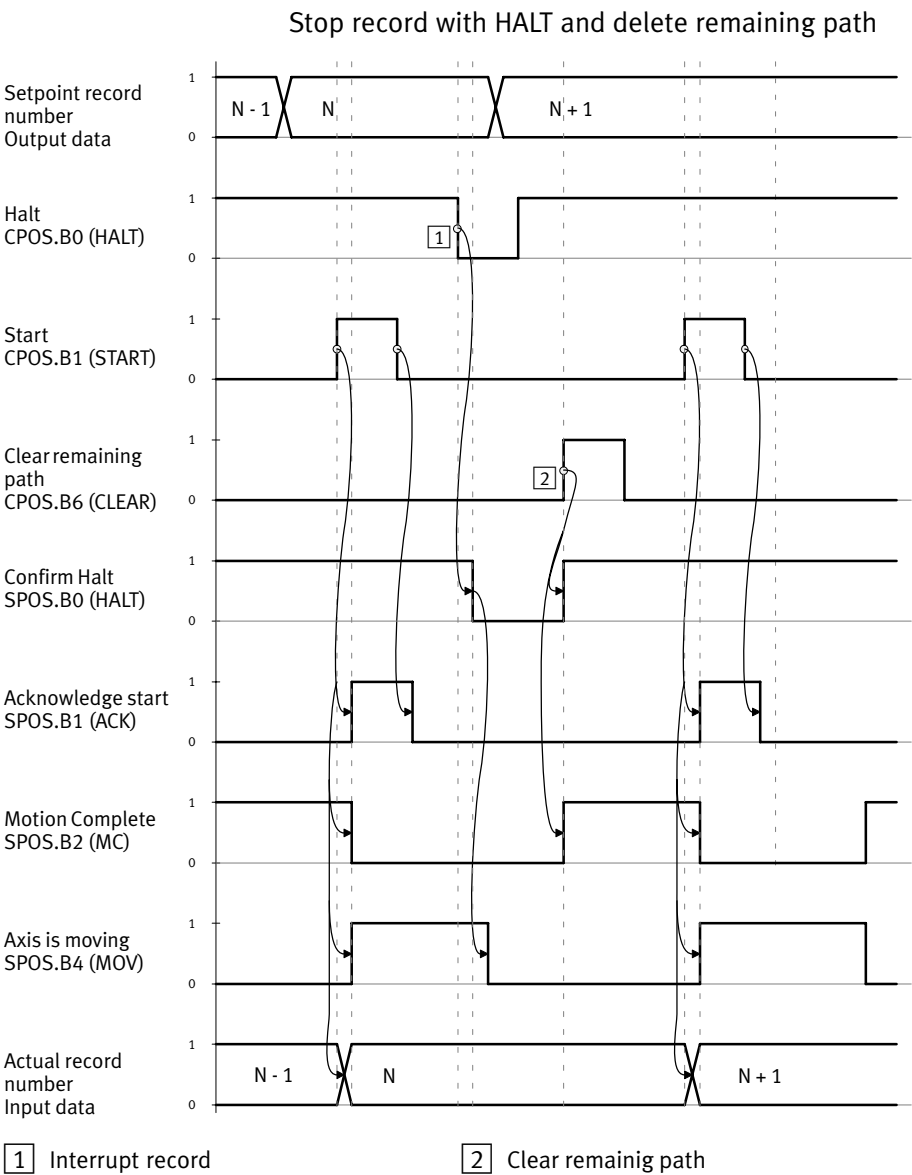 Stop record with HALT and delete remaining path
Setpoint record
number
Output data
1
0
N - 1
N
N + 1
Halt
CPOS.B0 (HALT)
1
0
1
Start
CPOS.B1 (START)
1
0
Clear remaining
path
CPOS.B6 (CLEAR)
1
0
2
Confirm Halt
SPOS.B0 (HALT)
1
0
Acknowledge start
SPOS.B1 (ACK)
1
0
Motion Complete
SPOS.B2 (MC)
1
0
Axis is moving
SPOS.B4 (MOV)
1
0
Actual record
number
Input data
1
0
N - 1
N
N + 1
1 Interrupt record
2 Clear remainig path